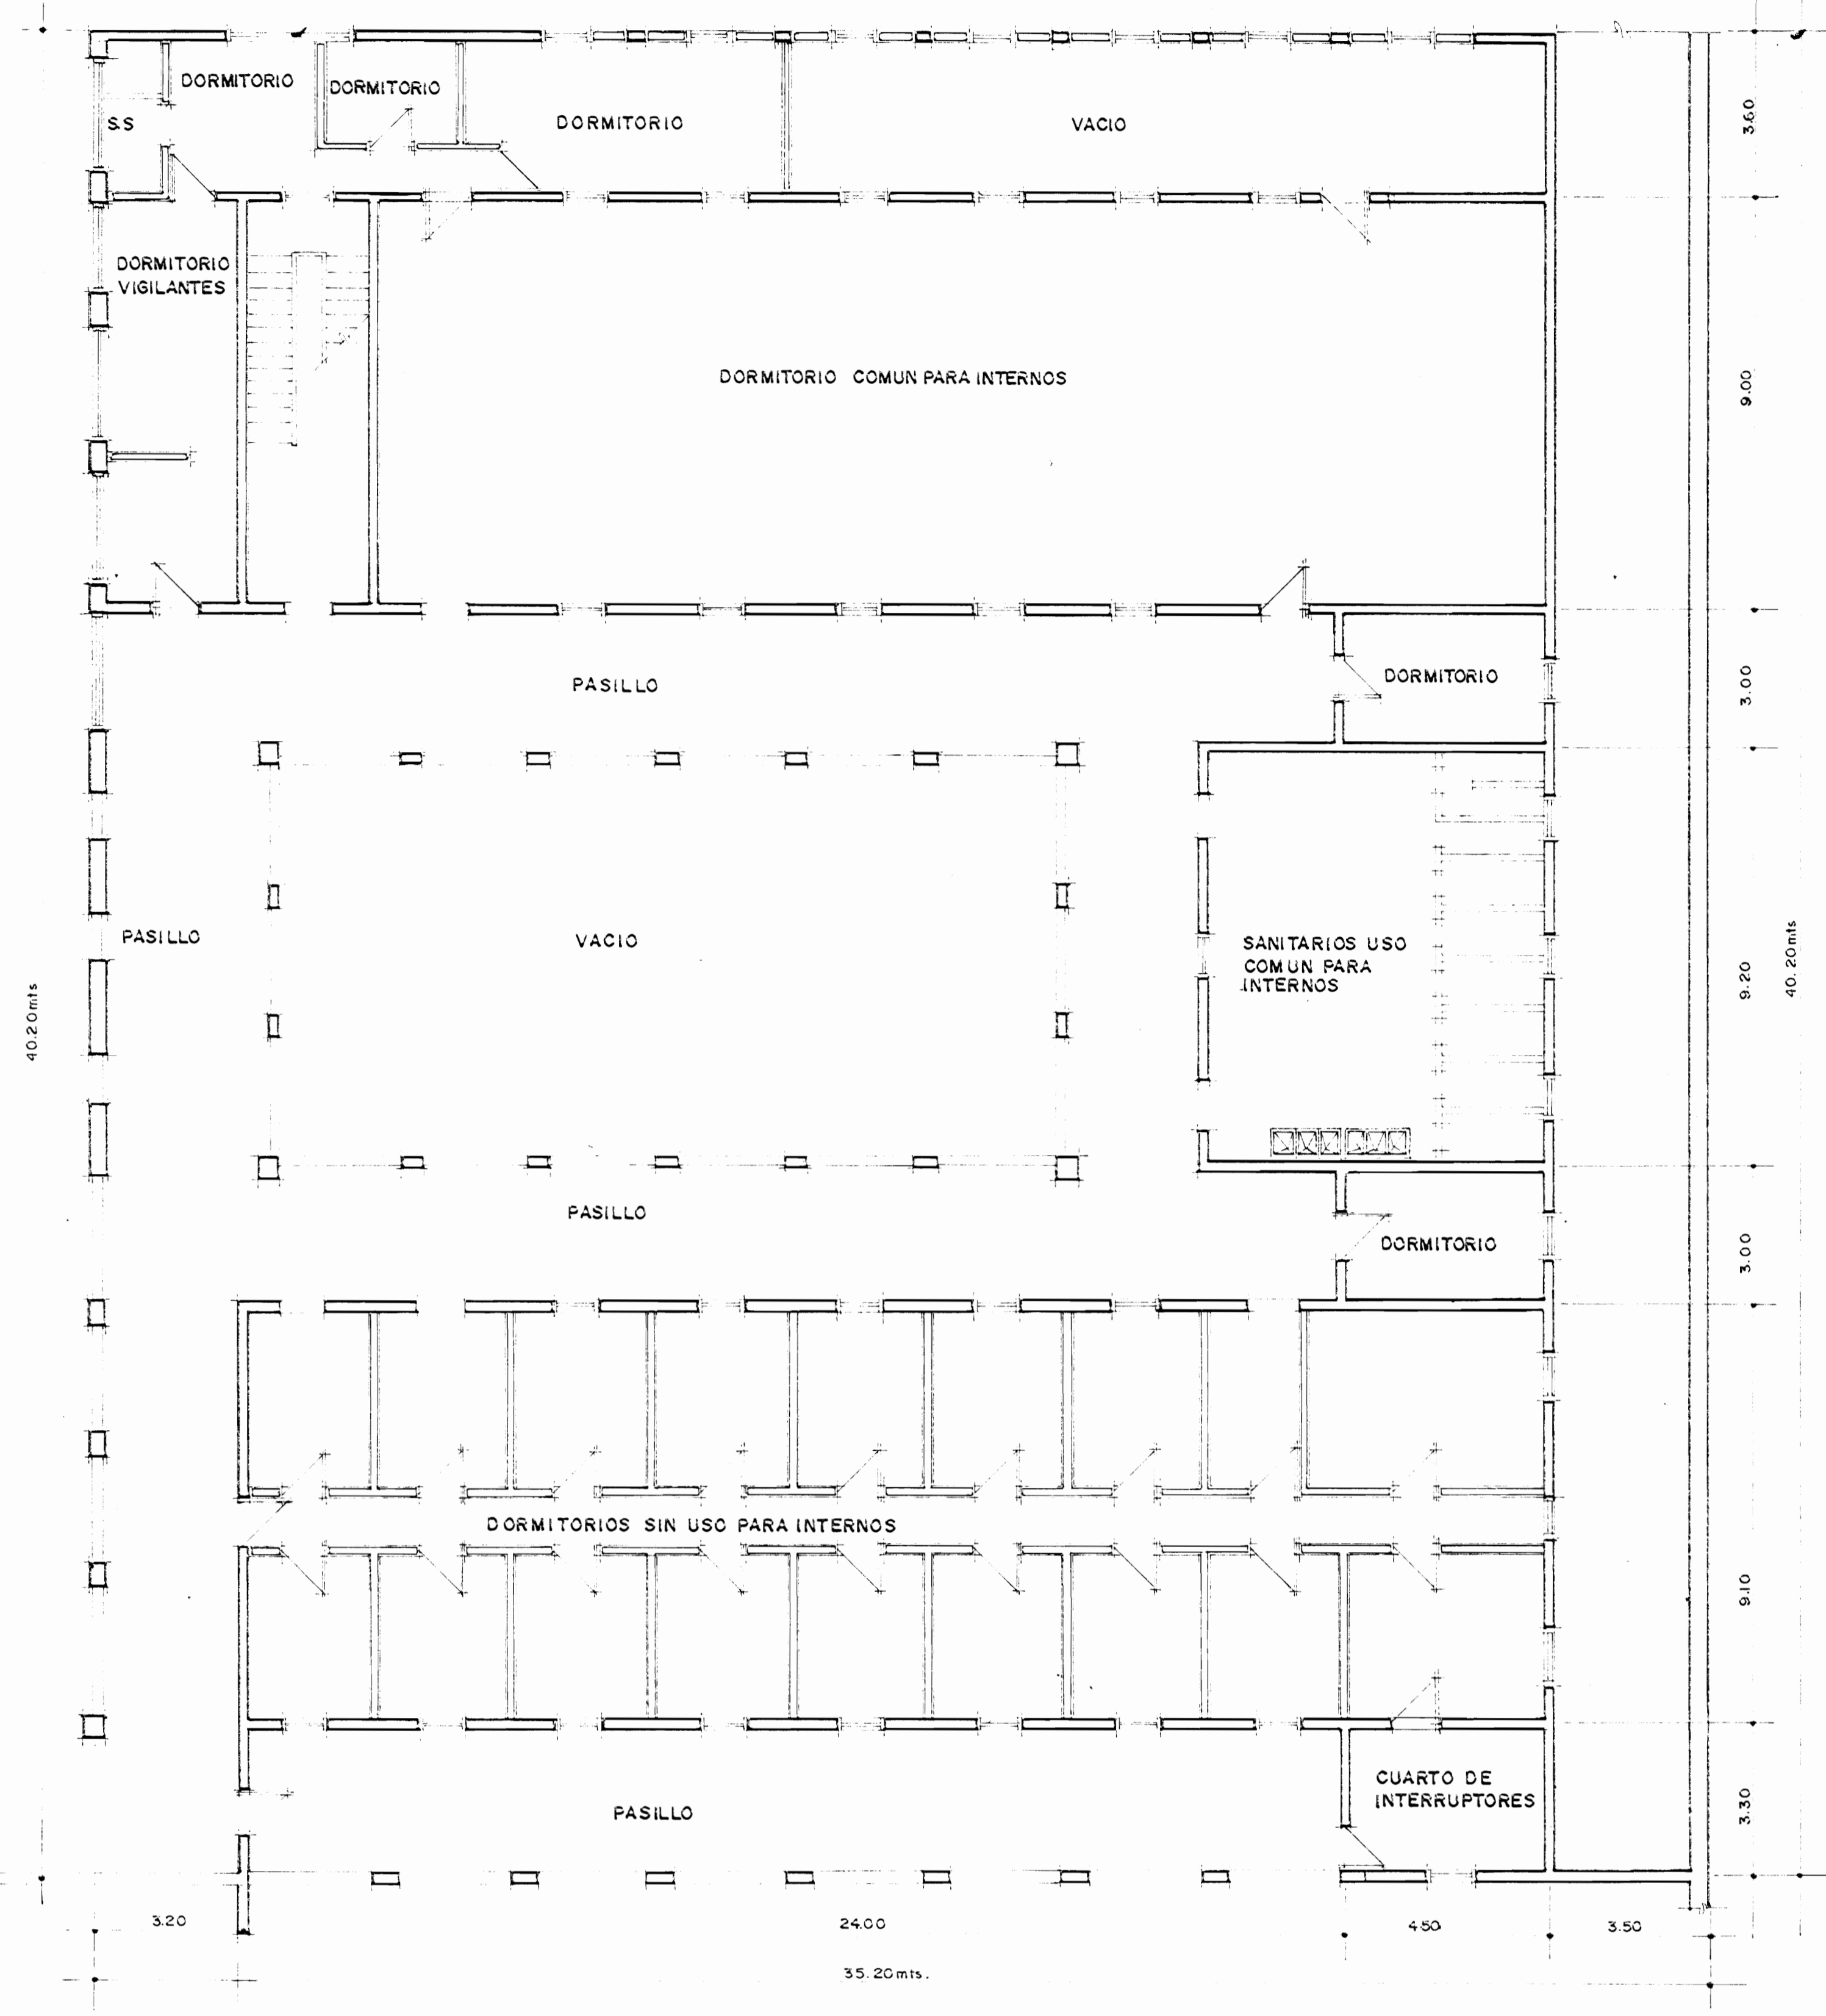 DORMITORIO
DORMITORIO
S.S
DORMITORIO
VACIO
3.60
DORMITORIO
VIGILANTES
DORMITORIO COMUN PARA INTERNOS
9.00
PASILLO
DORMITORIO
3.00
PASILLO
VACIO
SANITARIOS USO
COMUN PARA
INTERNOS
9.20
40.20mts
40.20mts
PASILLO
DORMITORIO
3.00
DORMITORIOS SIN USO PARA INTERNOS
9.10
CUARTO DE
INTERRUPTORES
PASILLO
3.30
3.20
24.00
4.50
3.50
35.20mts.